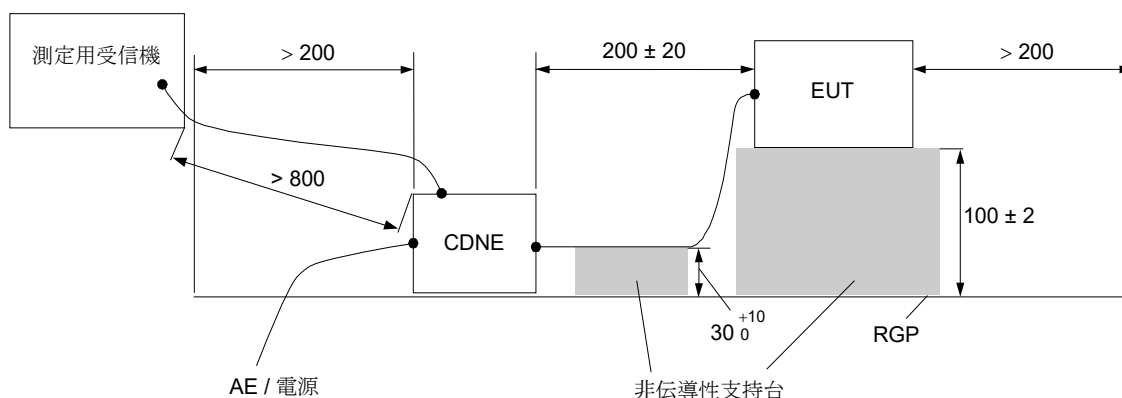 測定用受信機
> 200
200 ± 20
> 200
EUT
> 800
CDNE
100 ± 2
30 +10 0
RGP
AE / 電源
非伝導性支持台